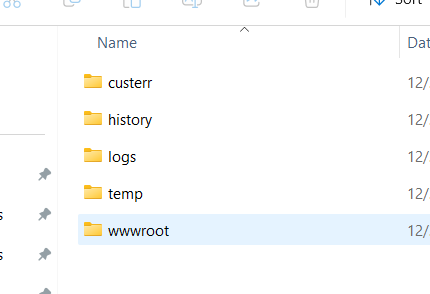 Sort
Name Dat
custerr 12/
history 12/
logs 12/
temp 12/
s
wwwroot 12/
s